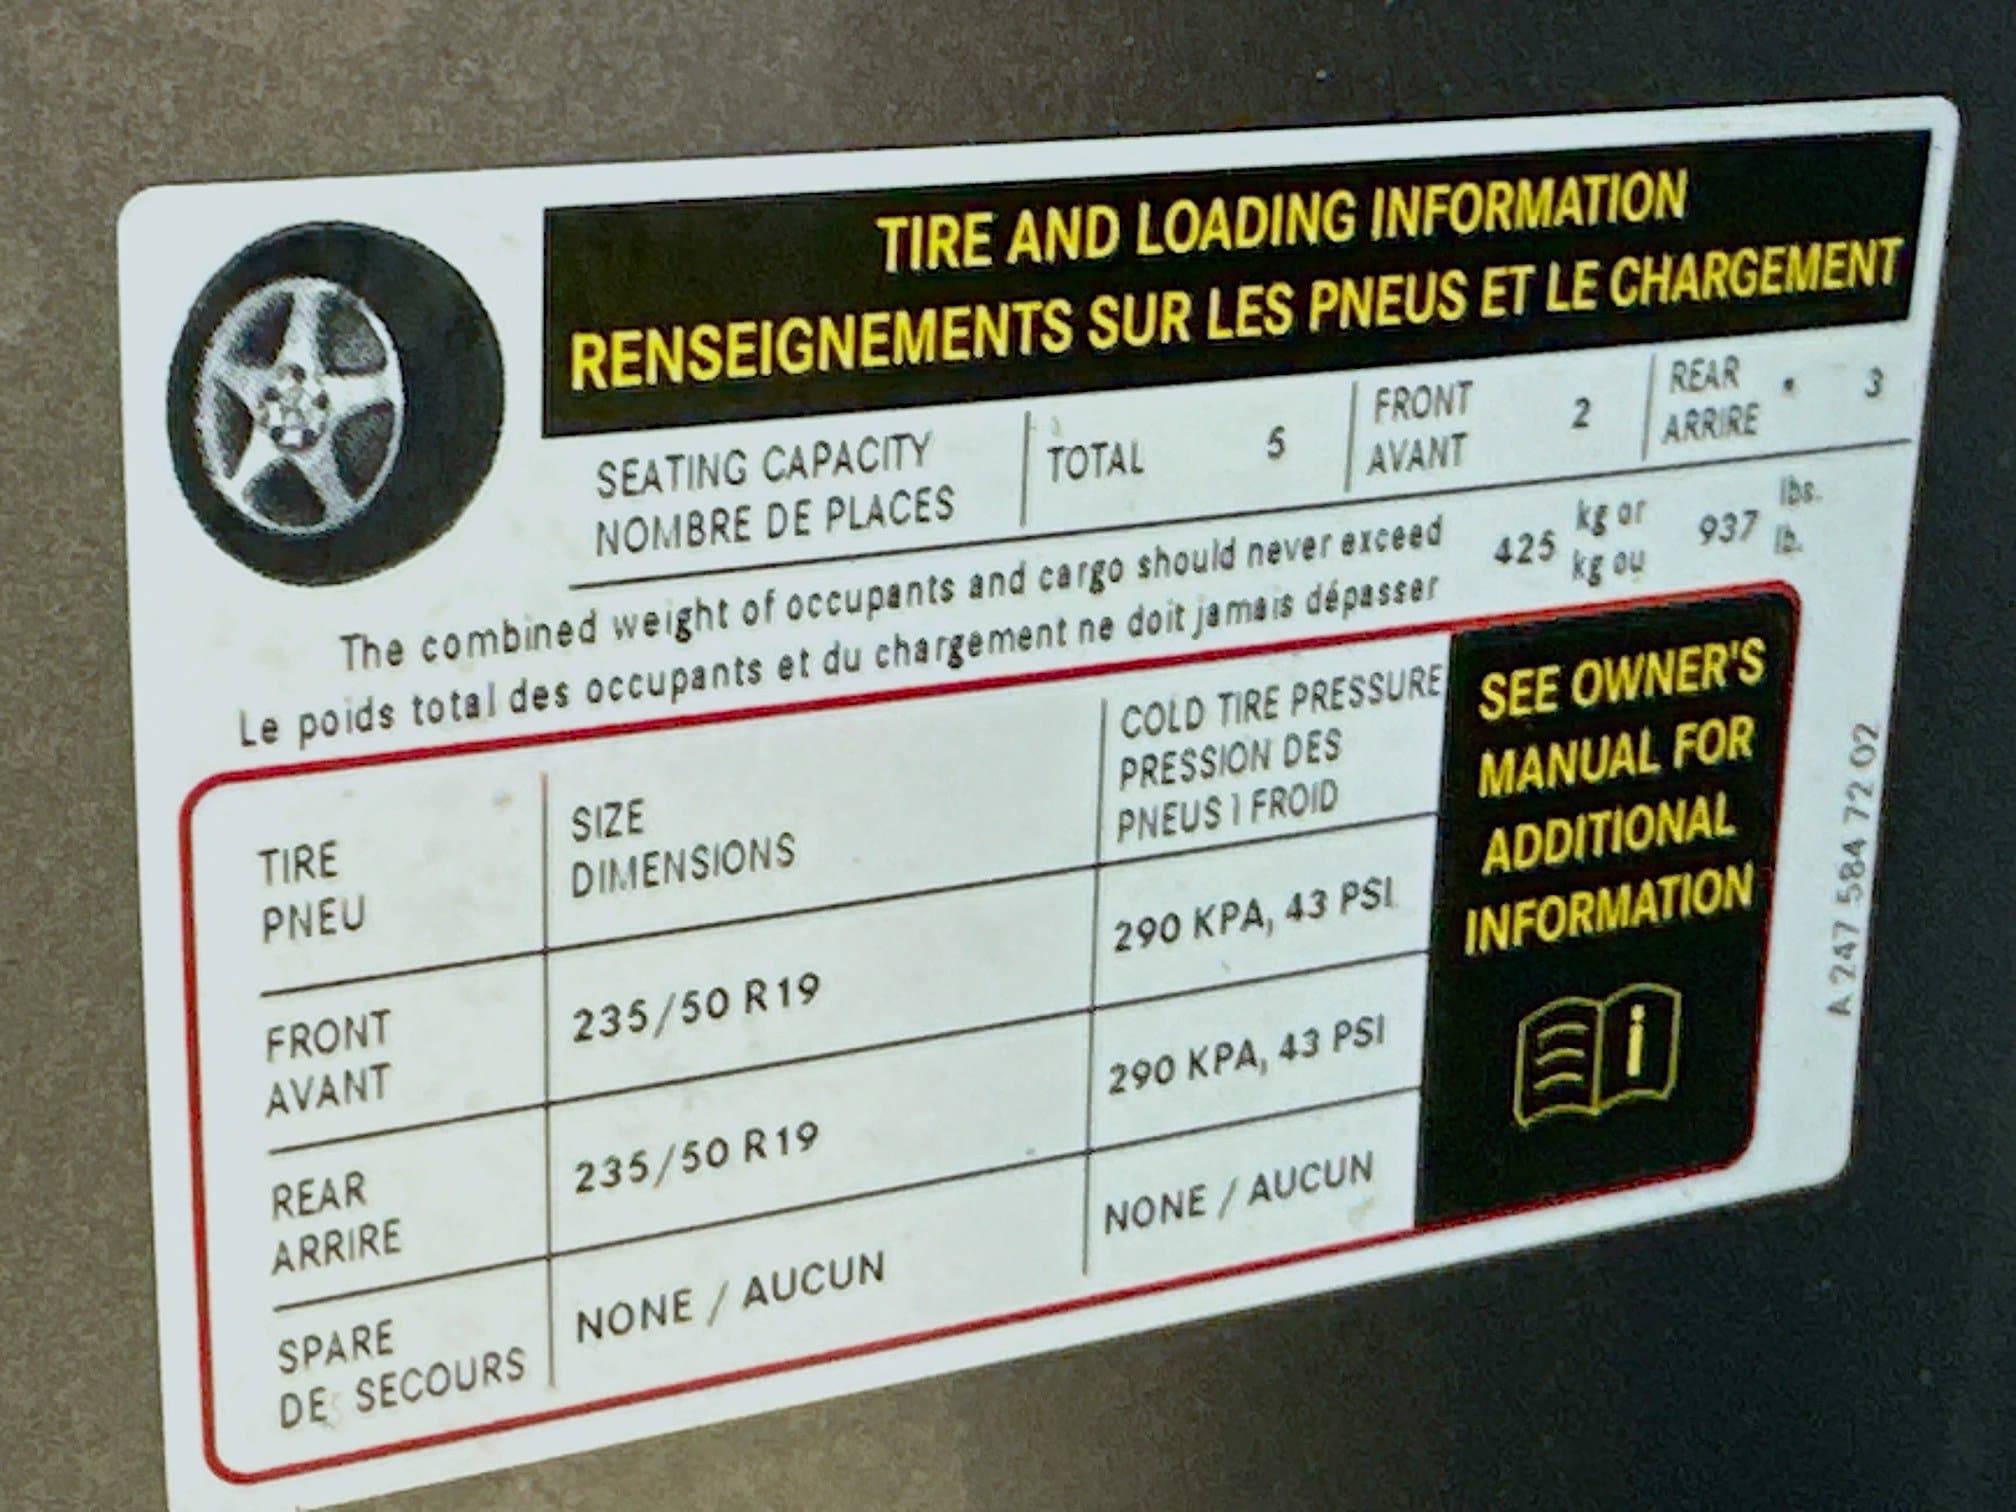 TIRE AND LOADING INFORMATION
RENSEIGNEMENTS SUR LES PNEUS ET LE CHARGEMENT
SEATING CAPACITY
NOMBRE DE PLACES
TOTAL 5
FRONT
AVANT
2
REAR
ARRIRE
3
The combined weight of occupants and cargo should never exceed
Le poids total des occupants et du chargement ne doit jamais dépasser
425
kg or
kg ou
937
lbs.
lb.
TIRE
PNEU
SIZE
DIMENSIONS
COLD TIRE PRESSURE
PRESSION DES
PNEUS I FROID
FRONT
AVANT
235/50 R19
290 KPA, 43 PSI
REAR
ARRIRE
235/50 R19
290 KPA, 43 PSI
SPARE
DE SECOURS
NONE / AUCUN
NONE / AUCUN
SEE OWNER'S
MANUAL FOR
ADDITIONAL
INFORMATION
i
A 247 584 72 02